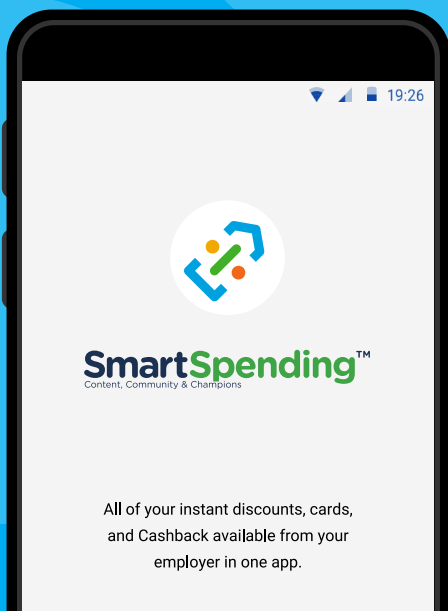 19:26
SmartSpending™
Content, Community & Champions
All of your instant discounts, cards,
and Cashback available from your
employer in one app.